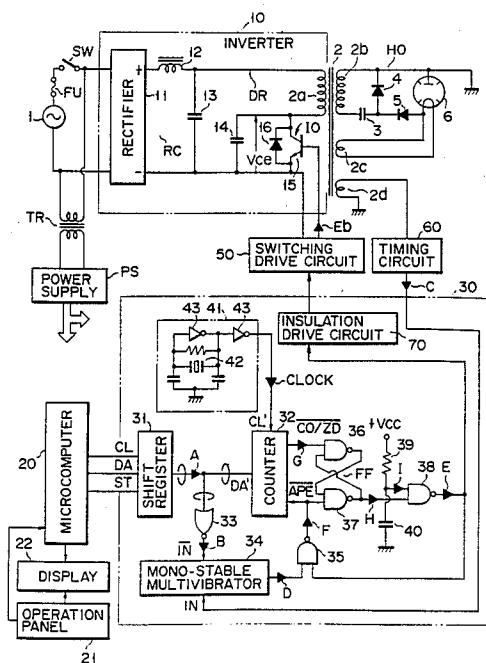 10
INVERTER
SW
FU
1
TR
POWER
SUPPLY
PS
RECTIFIER
11
+
-
12
13
RC
DR
14
16
Vce
IO
15
Eb
2
2a
2b
2c
2d
3
4
5
6
HO
50
SWITCHING
DRIVE CIRCUIT
60
TIMING
CIRCUIT
C
30
INSULATION
DRIVE CIRCUIT
70
43
41
43
42
CLOCK
20
MICROCOMPUTER
CL
DA
ST
31
SHIFT
REGISTER
A
DA'
CL'
32
COUNTER
CO/ZD
G
APE
36
FF
37
F
H
+VCC
39
I
38
E
40
33
B
IN
34
MONO-STABLE
MULTIVIBRATOR
IN
D
35
22
DISPLAY
OPERATION
PANEL
21